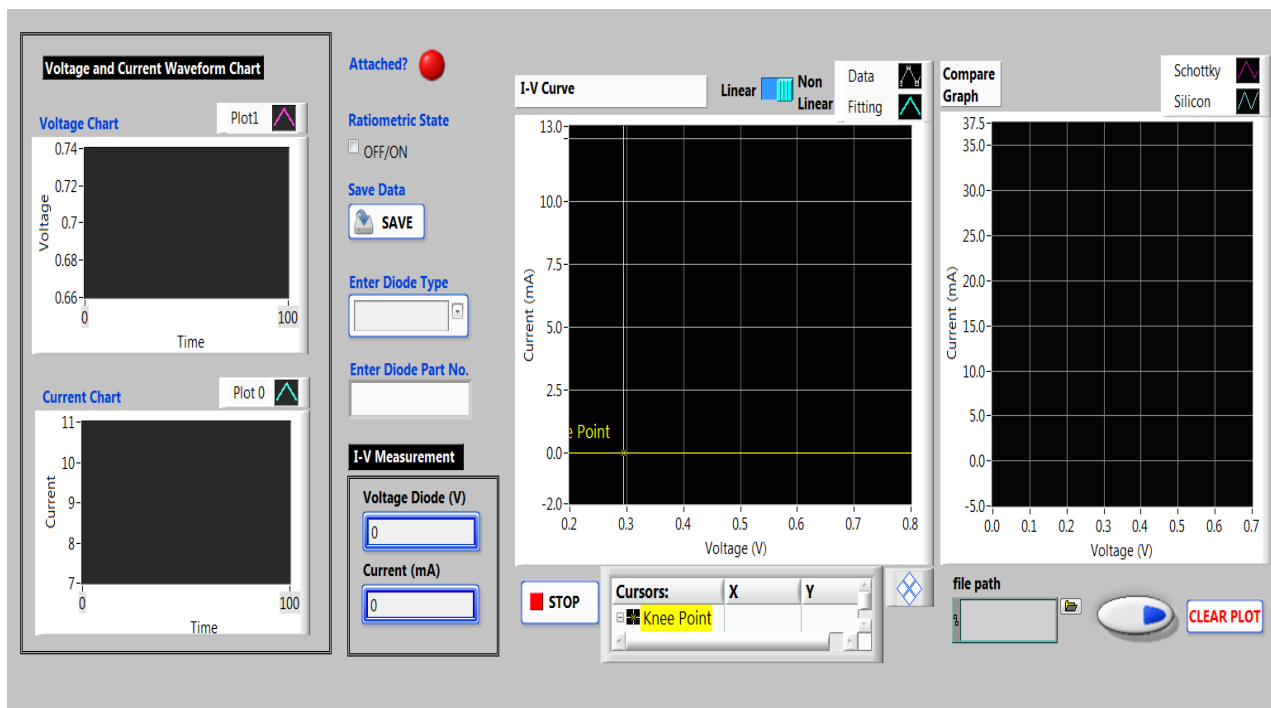 Voltage and Current Waveform Chart
Voltage Chart
Plot1
0.74
0.72
0.7
0.68
0.66
Voltage
0
100
Time
Current Chart
Plot 0
11
10
9
8
7
Current
0
100
Time
Attached?
Ratiometric State
OFF/ON
Save Data
SAVE
Enter Diode Type
Enter Diode Part No.
I-V Measurement
Voltage Diode (V)
0
Current (mA)
0
I-V Curve
Linear
Non
Linear
Data
Fitting
13.0
10.0
7.5
5.0
2.5
0.0
-2.0
Current (mA)
e Point
0.2
0.3
0.4
0.5
0.6
0.7
0.8
Voltage (V)
STOP
Cursors:
X
Y
Knee Point
Compare
Graph
Schottky
Silicon
37.5
35.0
30.0
25.0
20.0
15.0
10.0
5.0
0.0
-5.0
Current (mA)
0.0
0.1
0.2
0.3
0.4
0.5
0.6
0.7
Voltage (V)
file path
CLEAR PLOT